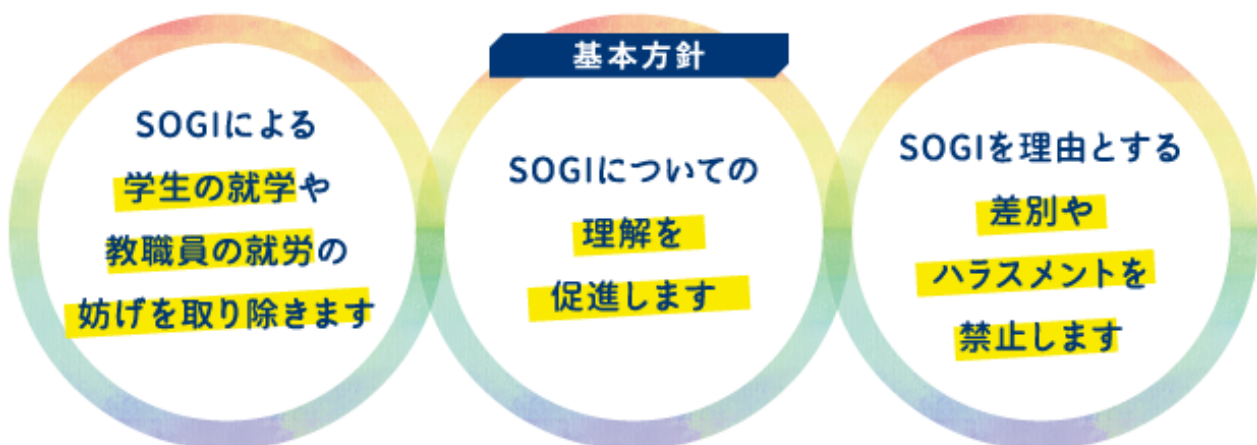 基本方針
SOGIによる
学生の就学や
教職員の就労の
妨げを取り除きます
SOGIについての
理解を
促進します
SOGIを理由とする
差別や
ハラスメントを
禁止します